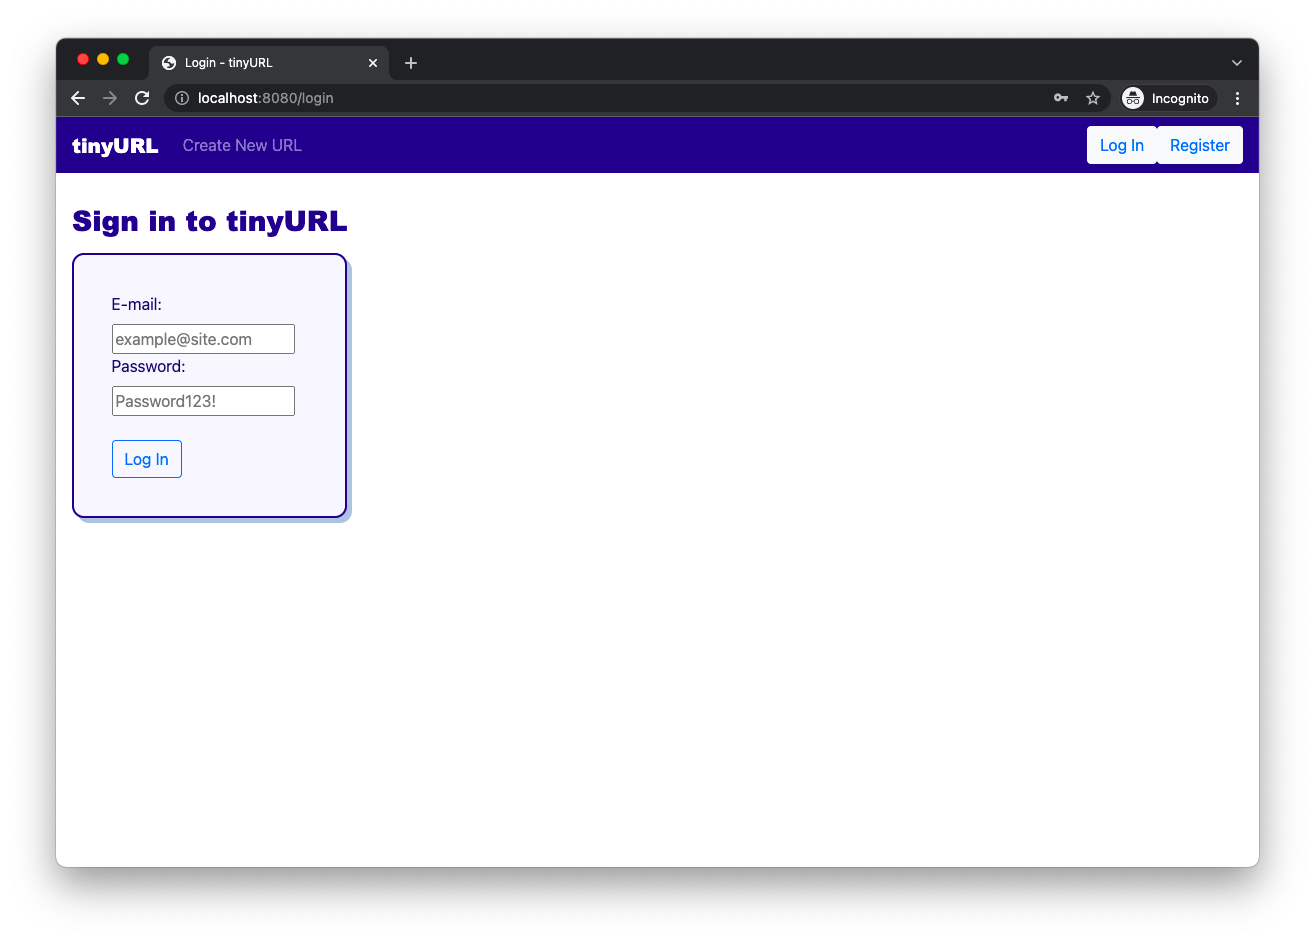 Login - tinyURL
localhost:8080/login
Incognito
tinyURL Create New URL Log In Register
Sign in to tinyURL
E-mail:
example@site.com
Password:
Password123!
Log In